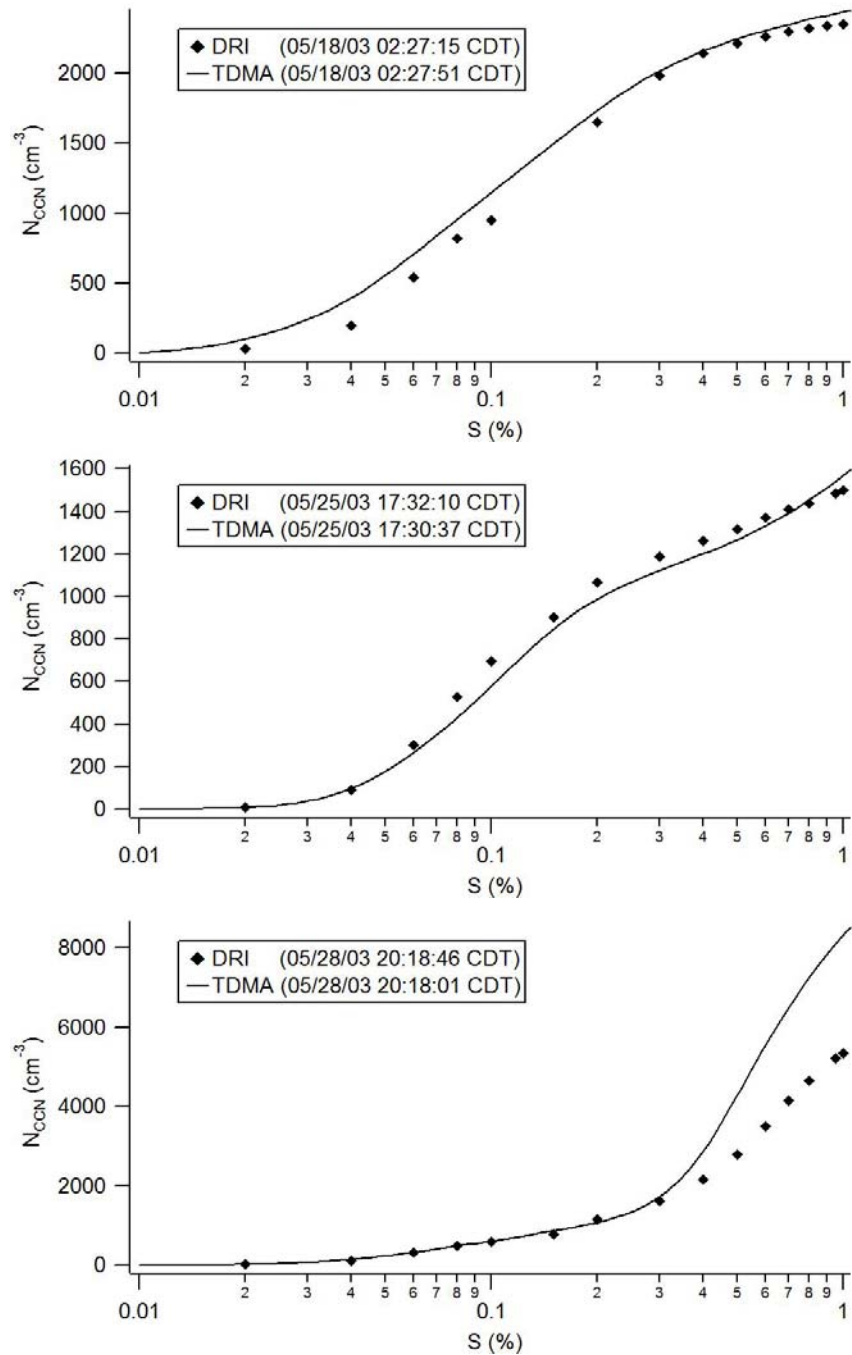 DRI (05/18/03 02:27:15 CDT)
TDMA (05/18/03 02:27:51 CDT)
2000
1500
1000
500
0
N_CCN (cm⁻³)
2 3 4 5 6 7 8 9 2 3 4 5 6 7 8 9
0.01 0.1 1
S (%)
1600
1400
1200
1000
800
600
400
200
0
N_CCN (cm⁻³)
DRI (05/25/03 17:32:10 CDT)
TDMA (05/25/03 17:30:37 CDT)
2 3 4 5 6 7 8 9 2 3 4 5 6 7 8 9
0.01 0.1 1
S (%)
8000
6000
4000
2000
0
N_CCN (cm⁻³)
DRI (05/28/03 20:18:46 CDT)
TDMA (05/28/03 20:18:01 CDT)
2 3 4 5 6 7 8 9 2 3 4 5 6 7 8 9
0.01 0.1 1
S (%)